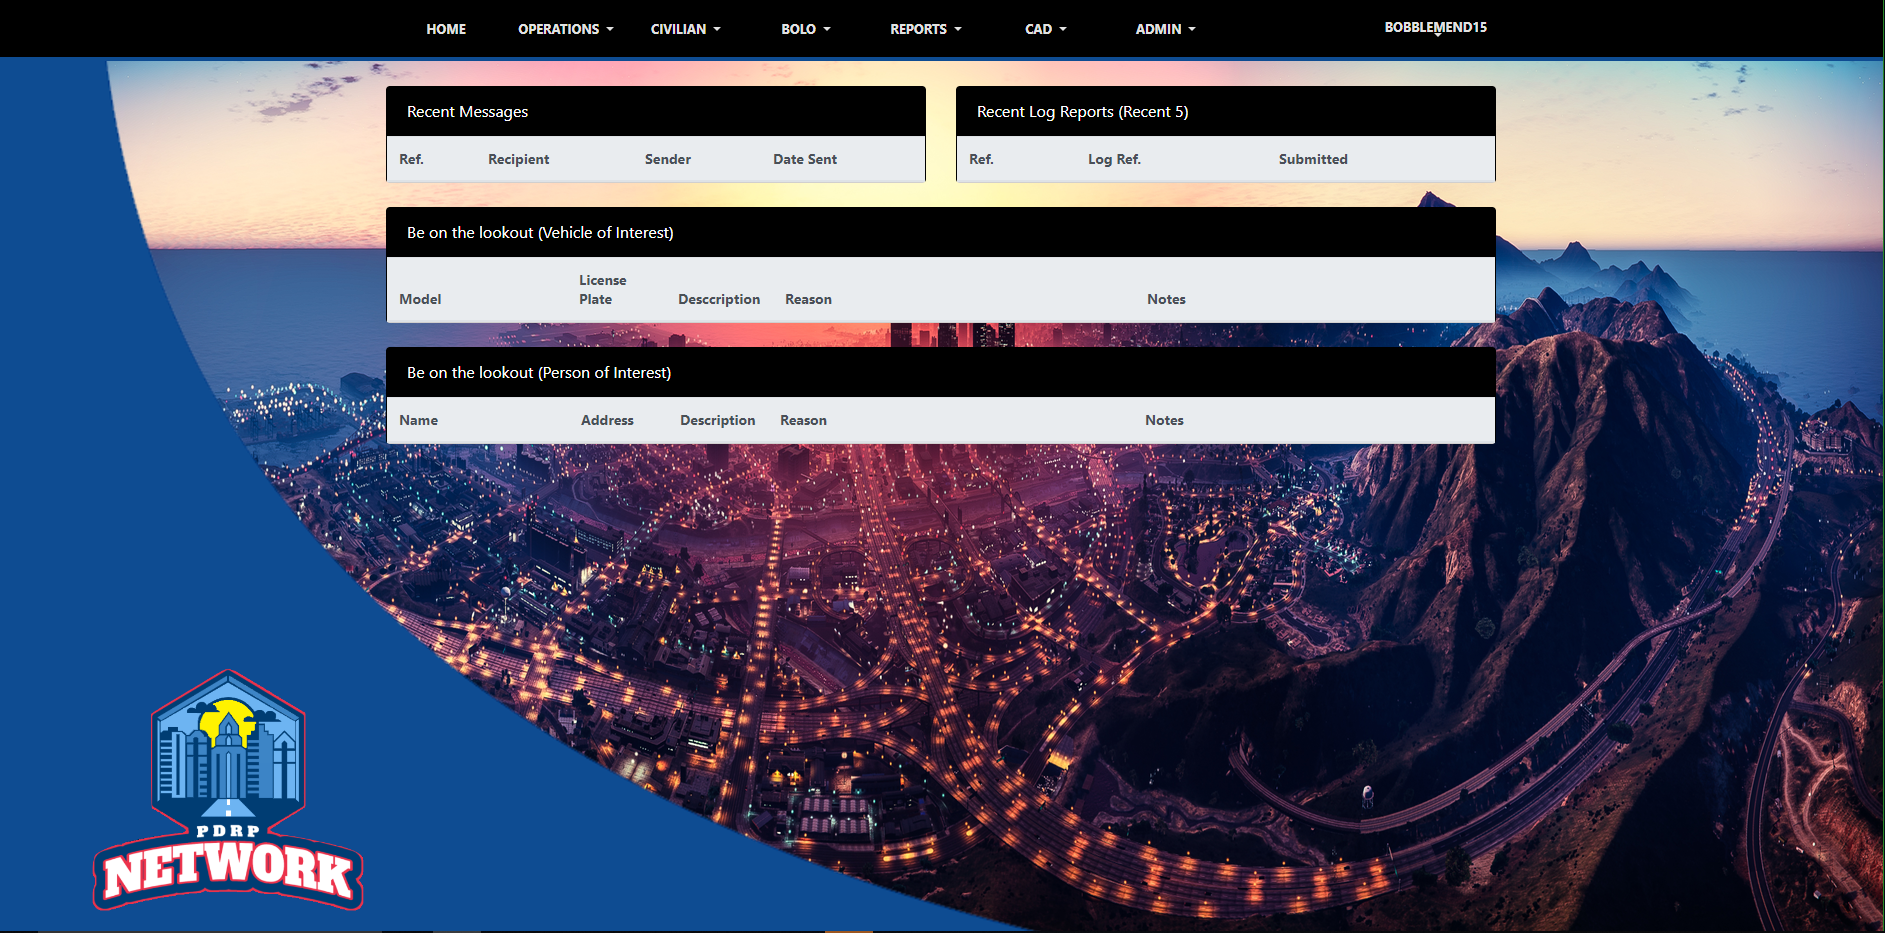 HOME OPERATIONS CIVILIAN BOLO REPORTS CAD ADMIN BOBBLEMEND15
Recent Messages
Ref. Recipient Sender Date Sent
Recent Log Reports (Recent 5)
Ref. Log Ref. Submitted
Be on the lookout (Vehicle of Interest)
Model License Plate Desccription Reason Notes
Be on the lookout (Person of Interest)
Name Address Description Reason Notes
PDRP
NETWORK